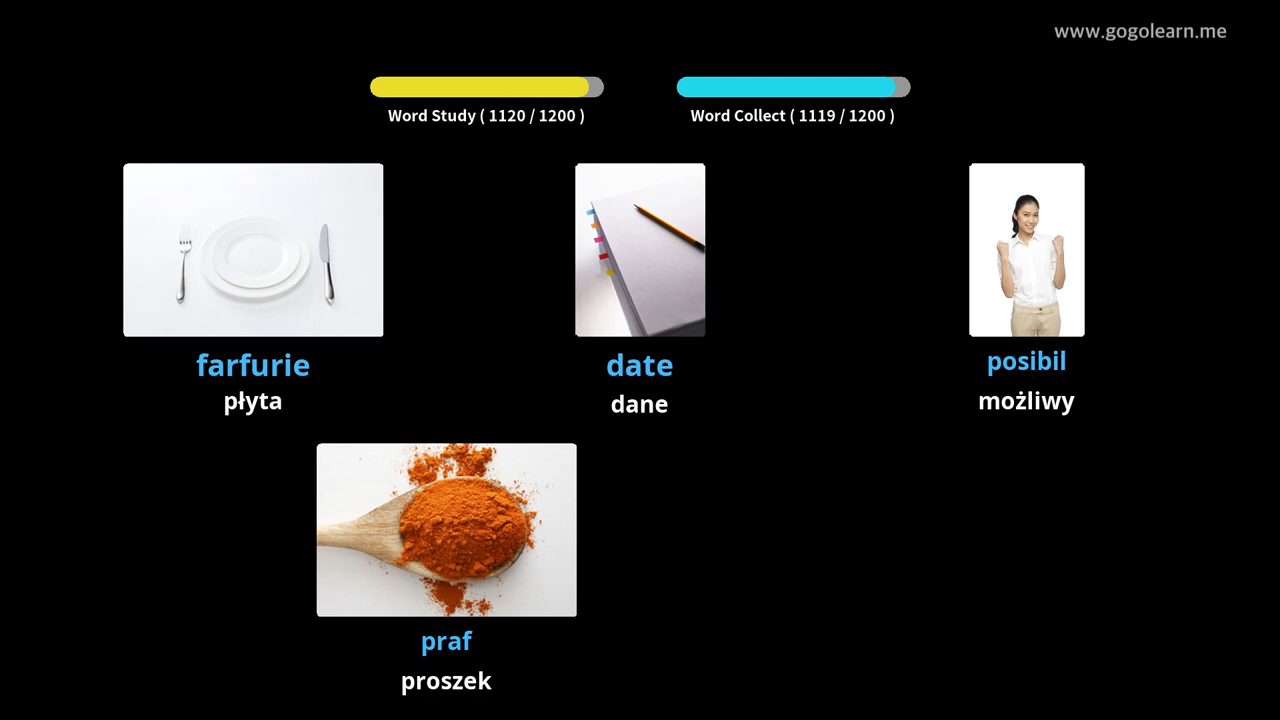 www.gogolearn.me
Word Study ( 1120 / 1200 )
Word Collect ( 1119 / 1200 )
farfurie
płyta
date
dane
posibil
możliwy
praf
proszek